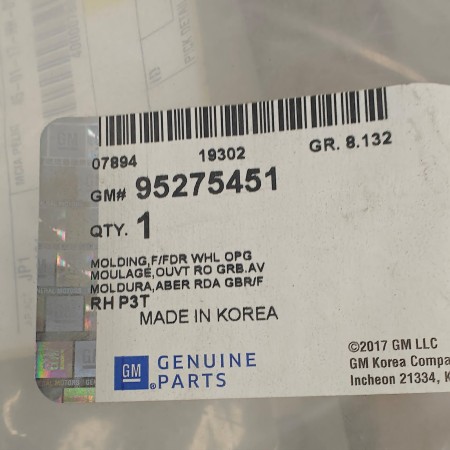 07894 19302 GR. 8.132
GM# 95275451
QTY. 1
MOLDING,F/FDR WHL OPG
MOULAGE,OUVT RO GRB.AV
MOLDURA,ABER RDA GBR/F
RH P3T
MADE IN KOREA
GM GENUINE
PARTS
©2017 GM LLC
GM Korea Compa
Incheon 21334, K